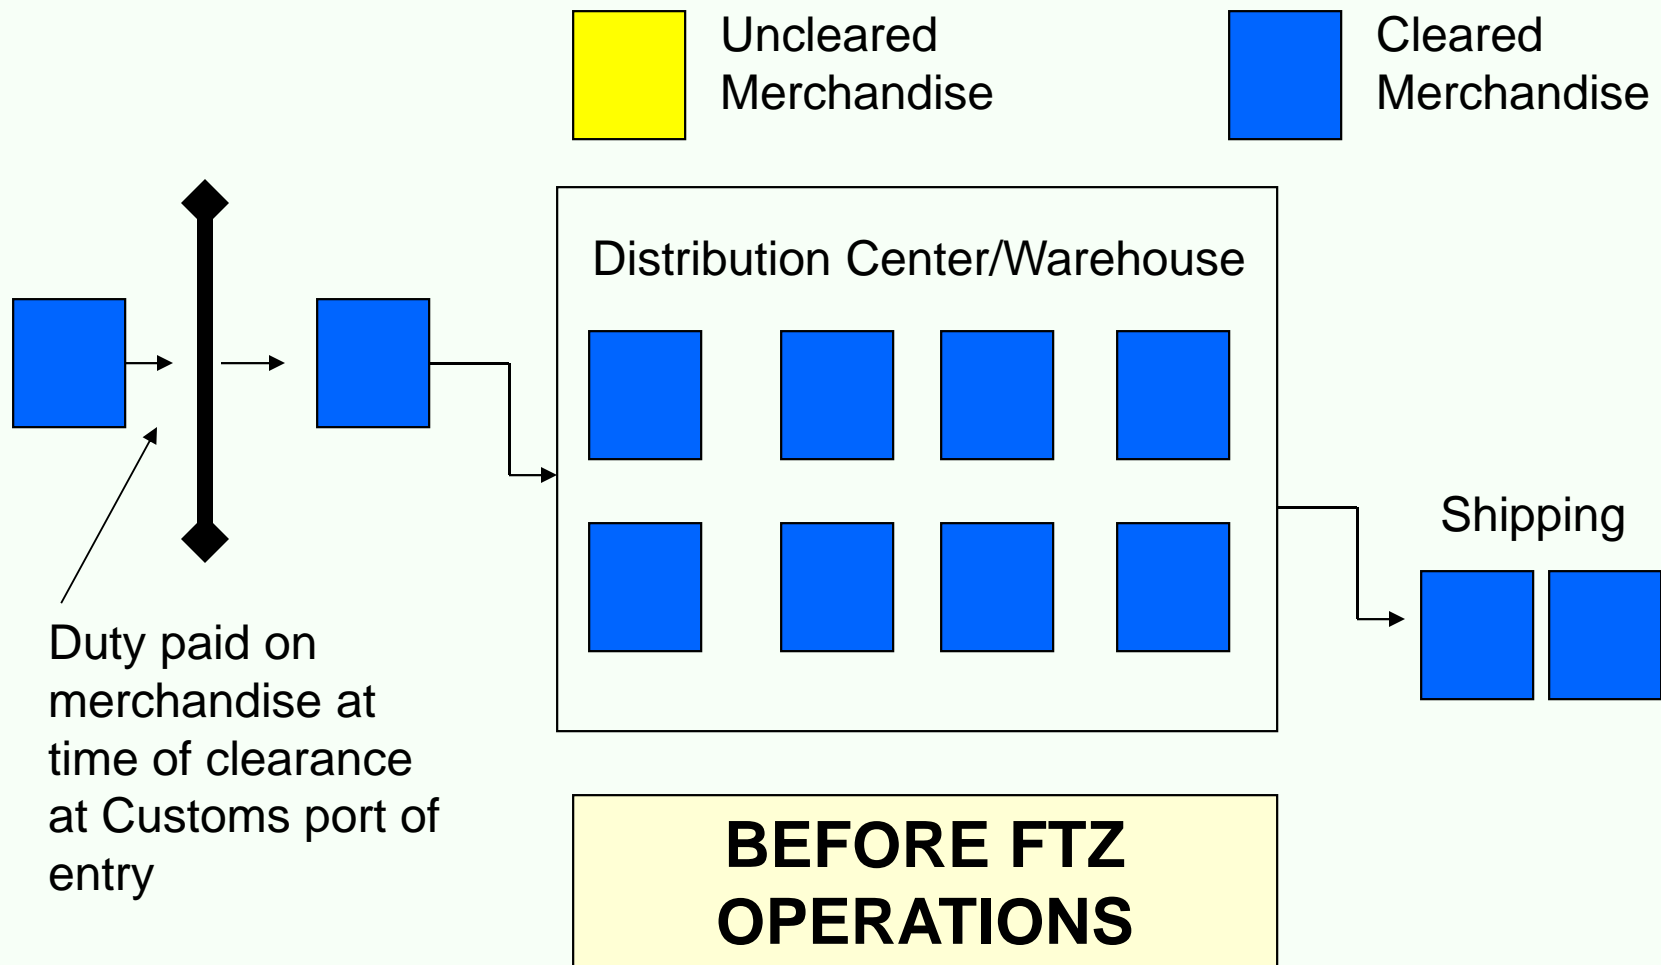 Uncleared
Merchandise
Cleared
Merchandise
Distribution Center/Warehouse
Shipping
Duty paid on
merchandise at
time of clearance
at Customs port of
entry
BEFORE FTZ
OPERATIONS